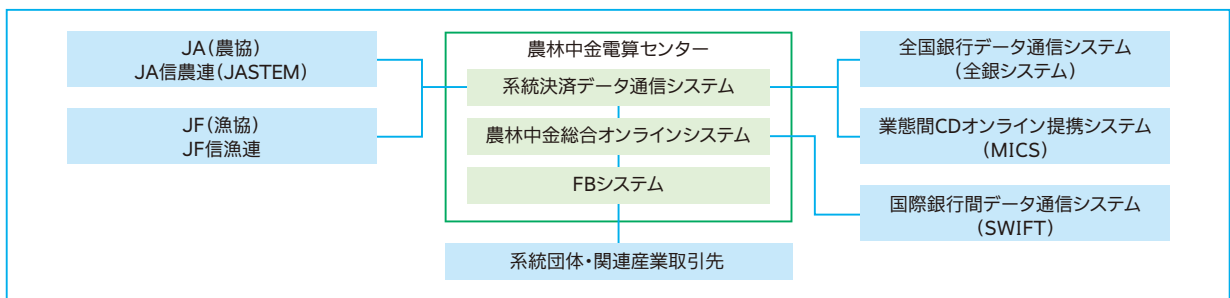 JA(農協)
JA信農連(JASTEM)
JF(漁協)
JF信漁連
農林中金電算センター
系統決済データ通信システム
農林中金総合オンラインシステム
FBシステム
系統団体・関連産業取引先
全国銀行データ通信システム
(全銀システム)
業態間CDオンライン提携システム
(MICS)
国際銀行間データ通信システム
(SWIFT)